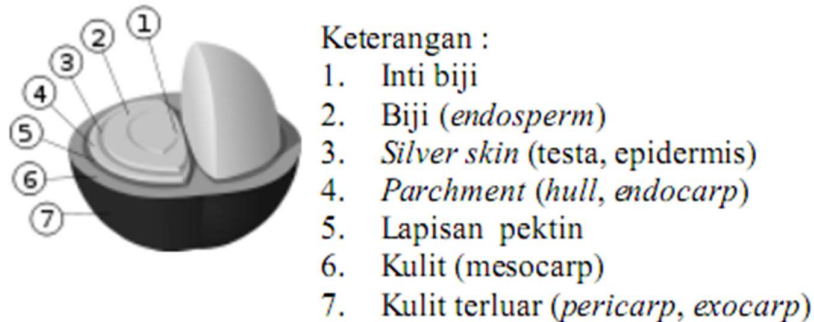 1
2
3
4
5
6
7
Keterangan :
1. Inti biji
2. Biji (endosperm)
3. Silver skin (testa, epidermis)
4. Parchment (hull, endocarp)
5. Lapisan pektin
6. Kulit (mesocarp)
7. Kulit terluar (pericarp, exocarp)